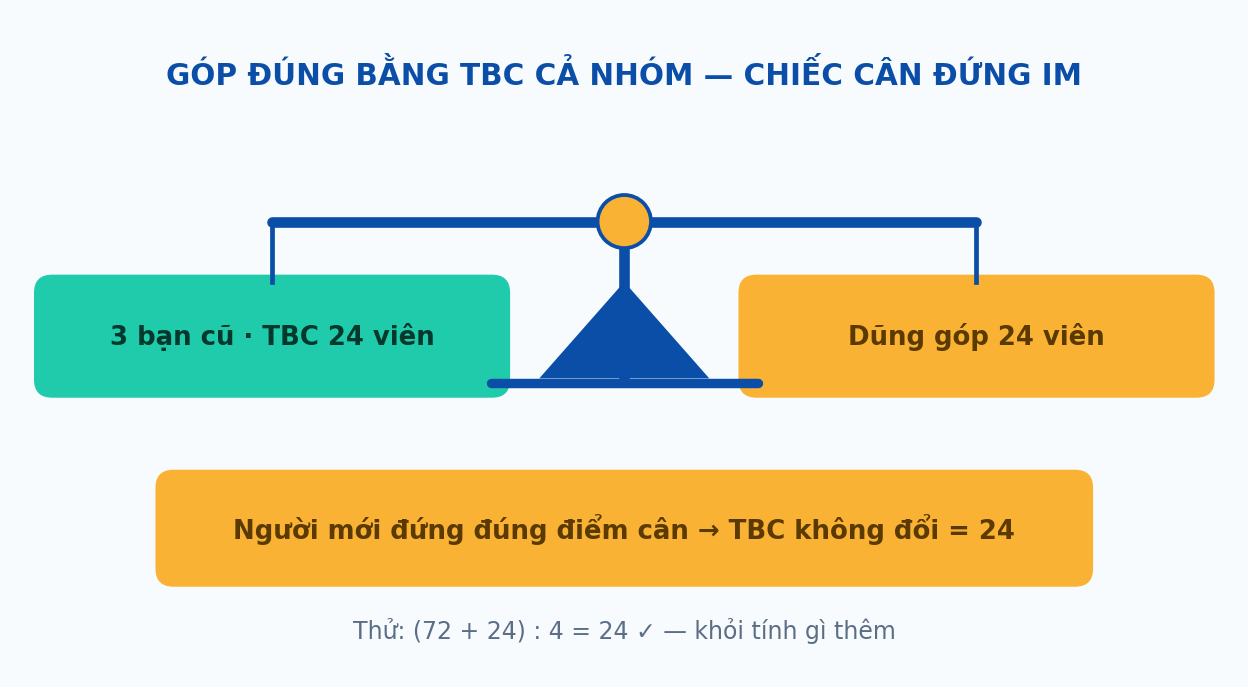 GÓP ĐÚNG BẰNG TBC CẢ NHÓM — CHIẾC CÂN ĐỨNG IM
3 bạn cũ · TBC 24 viên
Dũng góp 24 viên
Người mới đứng đúng điểm cân → TBC không đổi = 24
Thử: (72 + 24) : 4 = 24 ✓ — khỏi tính gì thêm